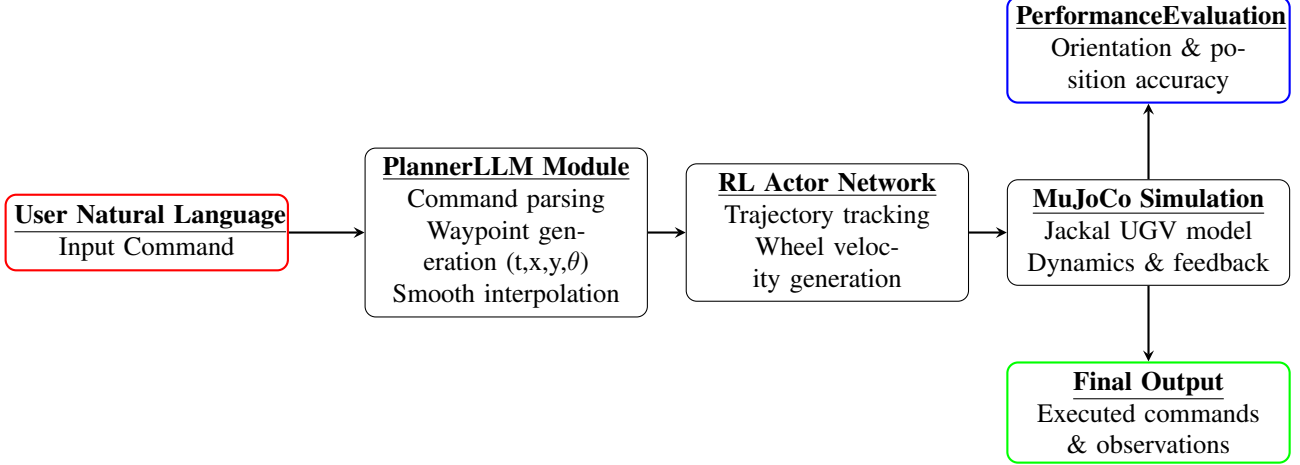 User Natural Language
Input Command
PlannerLLM Module
Command parsing
Waypoint gen-
eration (t,x,y,θ)
Smooth interpolation
RL Actor Network
Trajectory tracking
Wheel veloc-
ity generation
MuJoCo Simulation
Jackal UGV model
Dynamics & feedback
PerformanceEvaluation
Orientation & po-
sition accuracy
Final Output
Executed commands
& observations